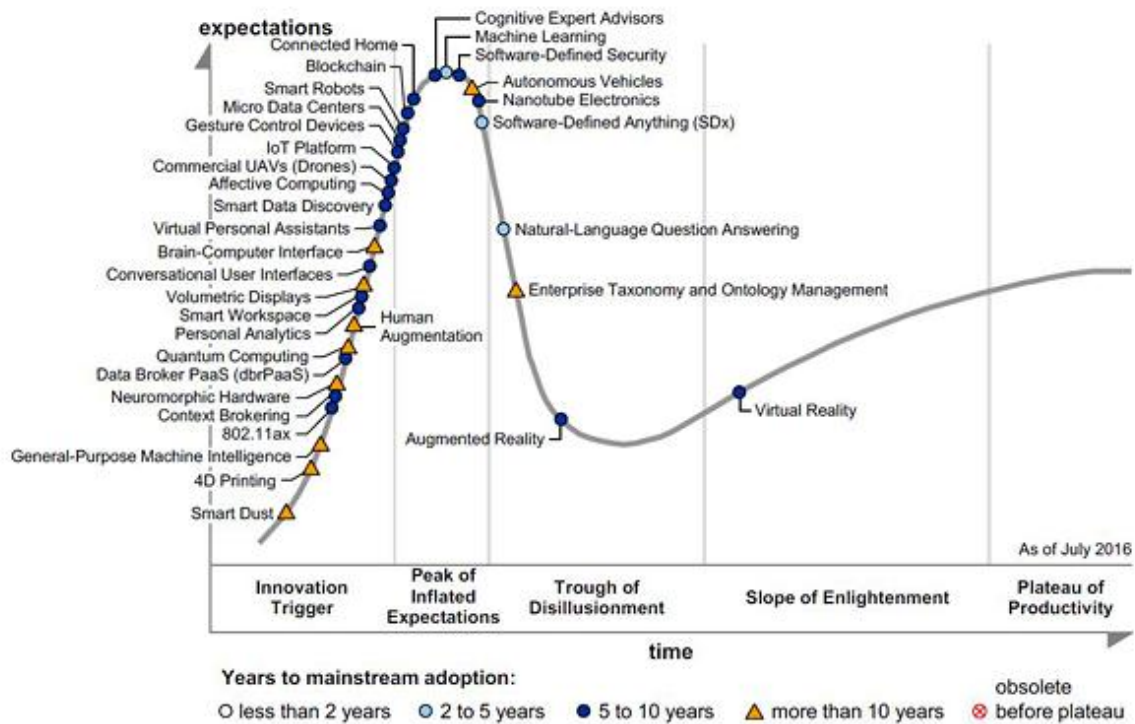 expectations
Cognitive Expert Advisors
Machine Learning
Connected Home
Software-Defined Security
Blockchain
Autonomous Vehicles
Smart Robots
Nanotube Electronics
Micro Data Centers
Gesture Control Devices
Software-Defined Anything (SDx)
IoT Platform
Commercial UAVs (Drones)
Affective Computing
Smart Data Discovery
Virtual Personal Assistants
Natural-Language Question Answering
Brain-Computer Interface
Conversational User Interfaces
Volumetric Displays
Enterprise Taxonomy and Ontology Management
Smart Workspace
Personal Analytics
Human
Augmentation
Quantum Computing
Data Broker PaaS (dbrPaaS)
Neuromorphic Hardware
Context Brokering
802.11ax
Augmented Reality
Virtual Reality
General-Purpose Machine Intelligence
4D Printing
Smart Dust
As of July 2016
Innovation
Trigger
Peak of
Inflated
Expectations
Trough of
Disillusionment
Slope of Enlightenment
Plateau of
Productivity
time
Years to mainstream adoption:
less than 2 years
2 to 5 years
5 to 10 years
more than 10 years
obsolete
before plateau